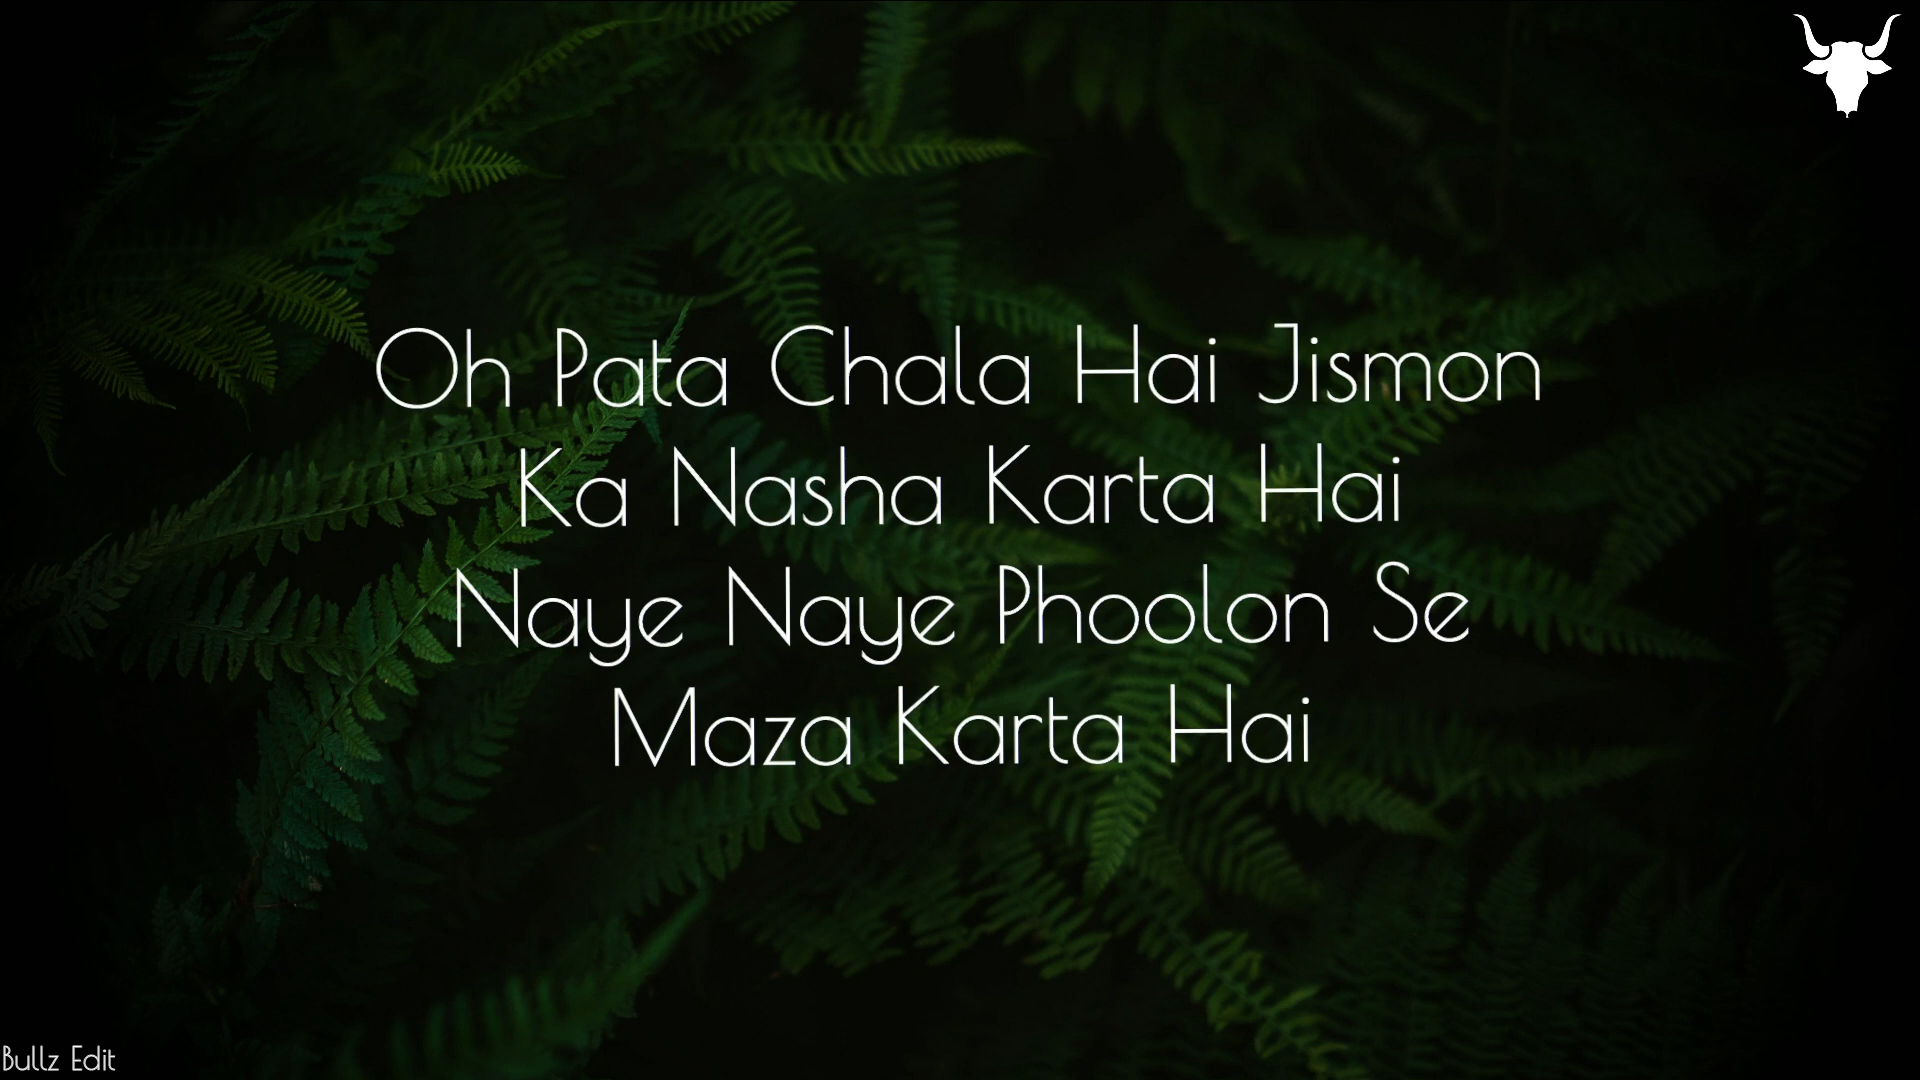 Oh Pata Chala Hai Jismon
Ka Nasha Karta Hai
Naye Naye Phoolon Se
Maza Karta Hai
Bullz Edit